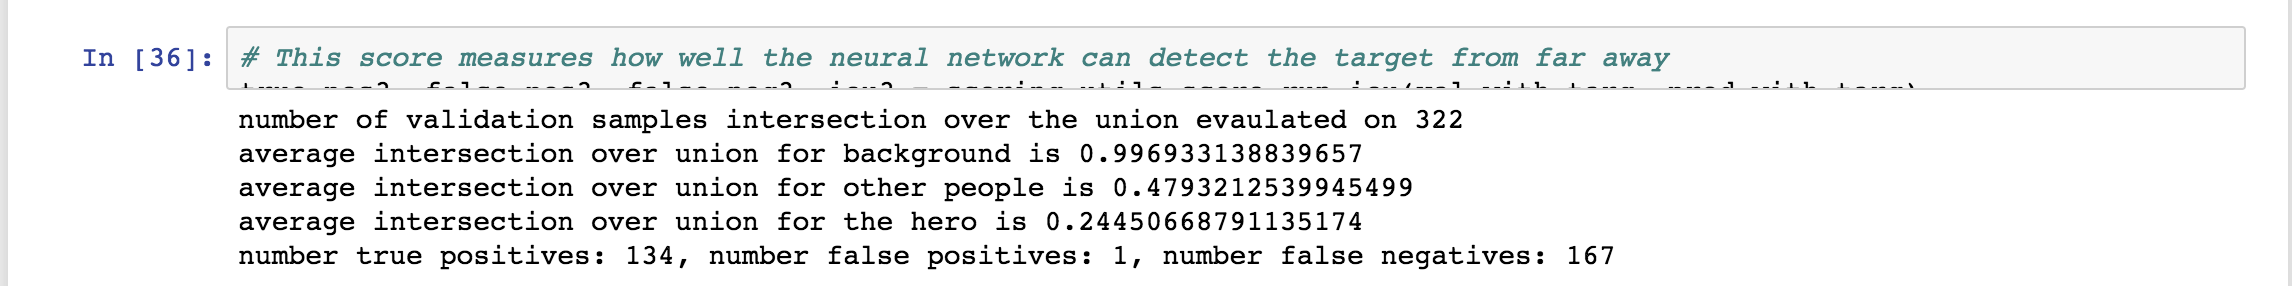 In [36]: # This score measures how well the neural network can detect the target from far away
number of validation samples intersection over the union evaulated on 322
average intersection over union for background is 0.996933138839657
average intersection over union for other people is 0.4793212539945499
average intersection over union for the hero is 0.24450668791135174
number true positives: 134, number false positives: 1, number false negatives: 167